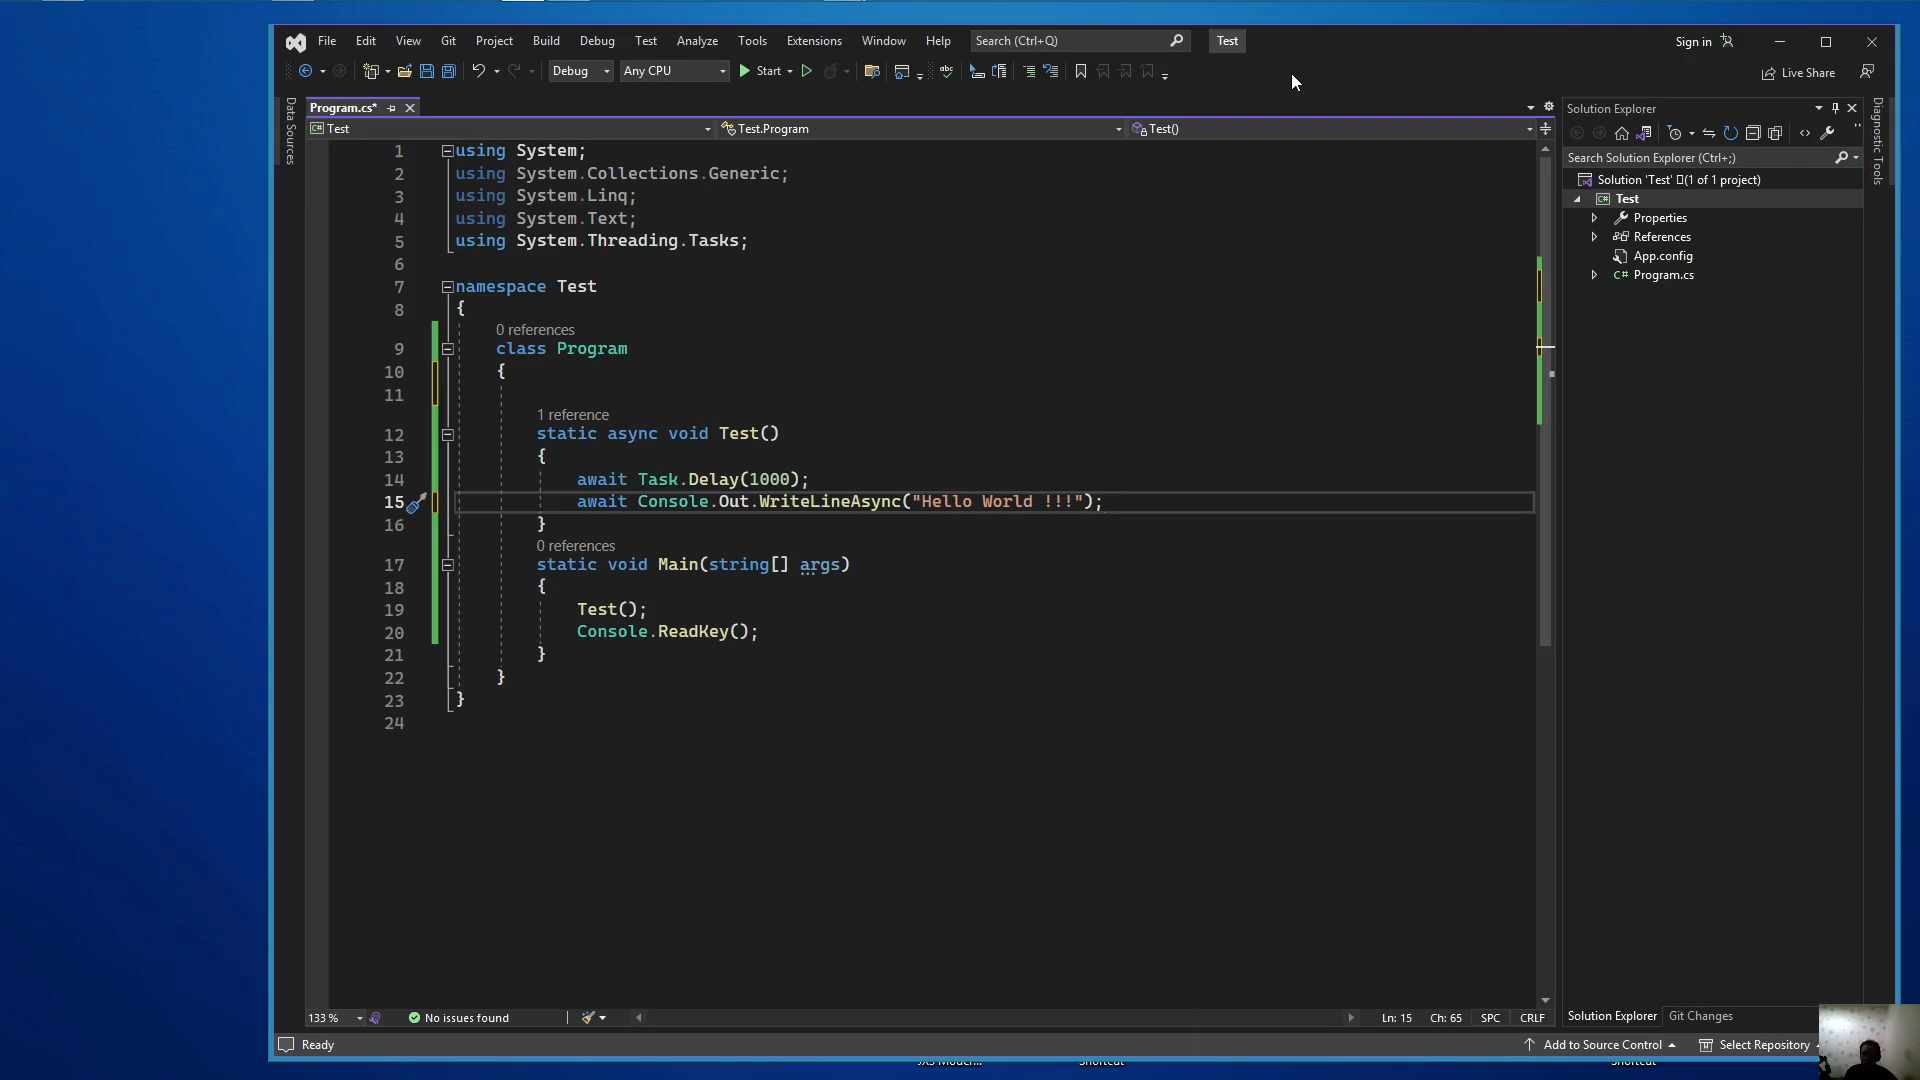 File Edit View Git Project Build Debug Test Analyze Tools Extensions Window Help Search (Ctrl+Q) Test Sign in
Debug Any CPU Start Live Share
Data Sources
Program.cs*
Test Test.Program Test()
1 using System;
2 using System.Collections.Generic;
3 using System.Linq;
4 using System.Text;
5 using System.Threading.Tasks;
6
7 namespace Test
8 {
0 references
9 class Program
10 {
11
1 reference
12 static async void Test()
13 {
14 await Task.Delay(1000);
15 await Console.Out.WriteLineAsync("Hello World !!!");
16 }
0 references
17 static void Main(string[] args)
18 {
19 Test();
20 Console.ReadKey();
21 }
22 }
23 }
24
133 % No issues found Ln: 15 Ch: 65 SPC CRLF
Solution Explorer
Search Solution Explorer (Ctrl+;)
Solution 'Test' (1 of 1 project)
C# Test
Properties
References
App.config
C# Program.cs
Solution Explorer Git Changes
Diagnostic Tools
Ready Add to Source Control Select Repository
Shortcut Shortcut